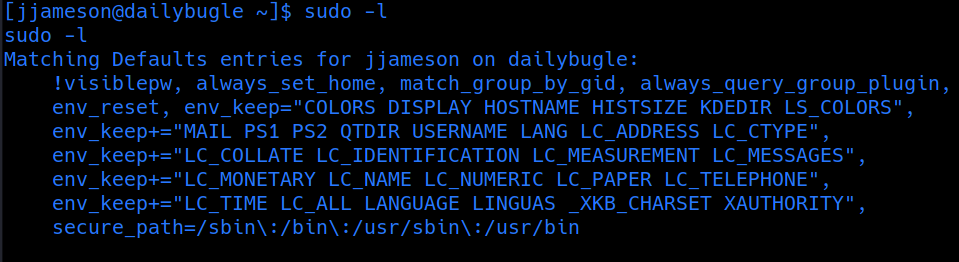 [jjameson@dailybugle ~]$ sudo -l
sudo -l
Matching Defaults entries for jjameson on dailybugle:
    !visiblepw, always_set_home, match_group_by_gid, always_query_group_plugin,
    env_reset, env_keep="COLORS DISPLAY HOSTNAME HISTSIZE KDEDIR LS_COLORS",
    env_keep+="MAIL PS1 PS2 QTDIR USERNAME LANG LC_ADDRESS LC_CTYPE",
    env_keep+="LC_COLLATE LC_IDENTIFICATION LC_MEASUREMENT LC_MESSAGES",
    env_keep+="LC_MONETARY LC_NAME LC_NUMERIC LC_PAPER LC_TELEPHONE",
    env_keep+="LC_TIME LC_ALL LANGUAGE LINGUAS _XKB_CHARSET XAUTHORITY",
    secure_path=/sbin\:/bin\:/usr/sbin\:/usr/bin